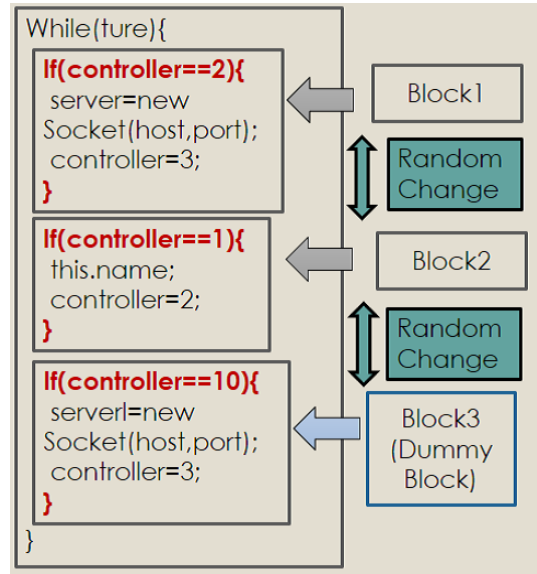 While(ture){
If(controller==2){
server=new
Socket(host,port);
controller=3;
}
Block1
Random
Change
If(controller==1){
this.name;
controller=2;
}
Block2
Random
Change
If(controller==10){
serverl=new
Socket(host,port);
controller=3;
}
Block3
(Dummy
Block)
}